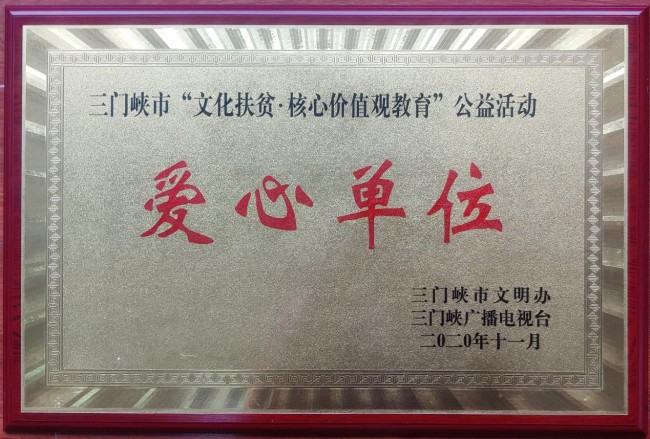 三门峡市“文化扶贫·核心价值观教育”公益活动
爱心单位
三门峡市文明办
三门峡广播电视台
二〇二〇年十一月